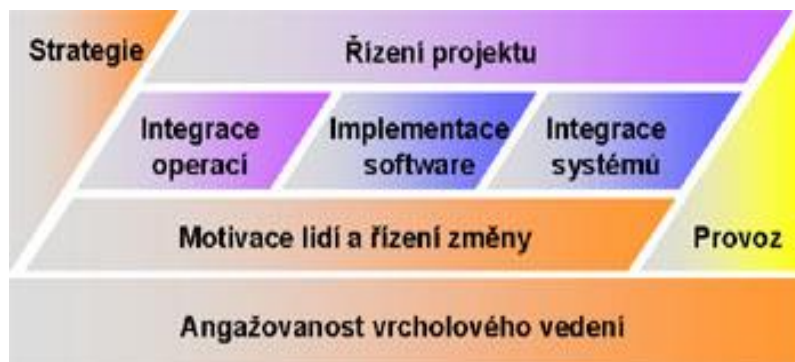 Strategie
Řízení projektu
Integrace
operací
Implementace
software
Integrace
systémů
Motivace lidí a řízení změny
Provoz
Angažovanost vrcholového vedení